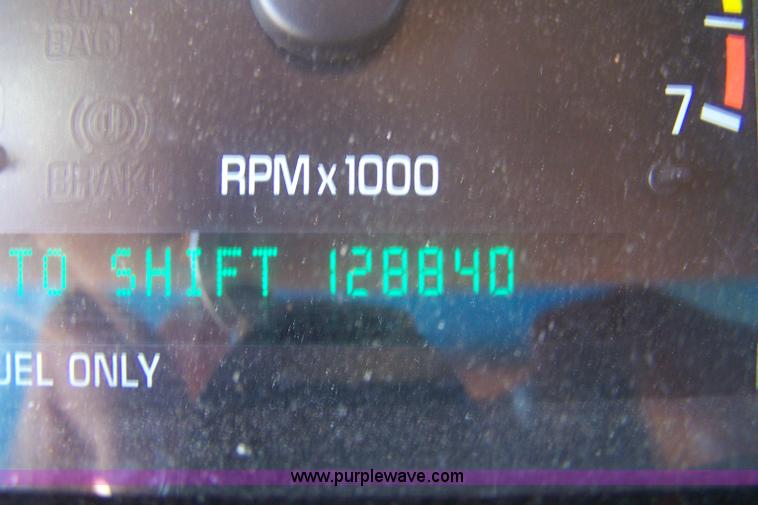 AIR
BAG
7
BRAKE
RPM x 1000
TO SHIFT 128840
UEL ONLY
www.purplewave.com